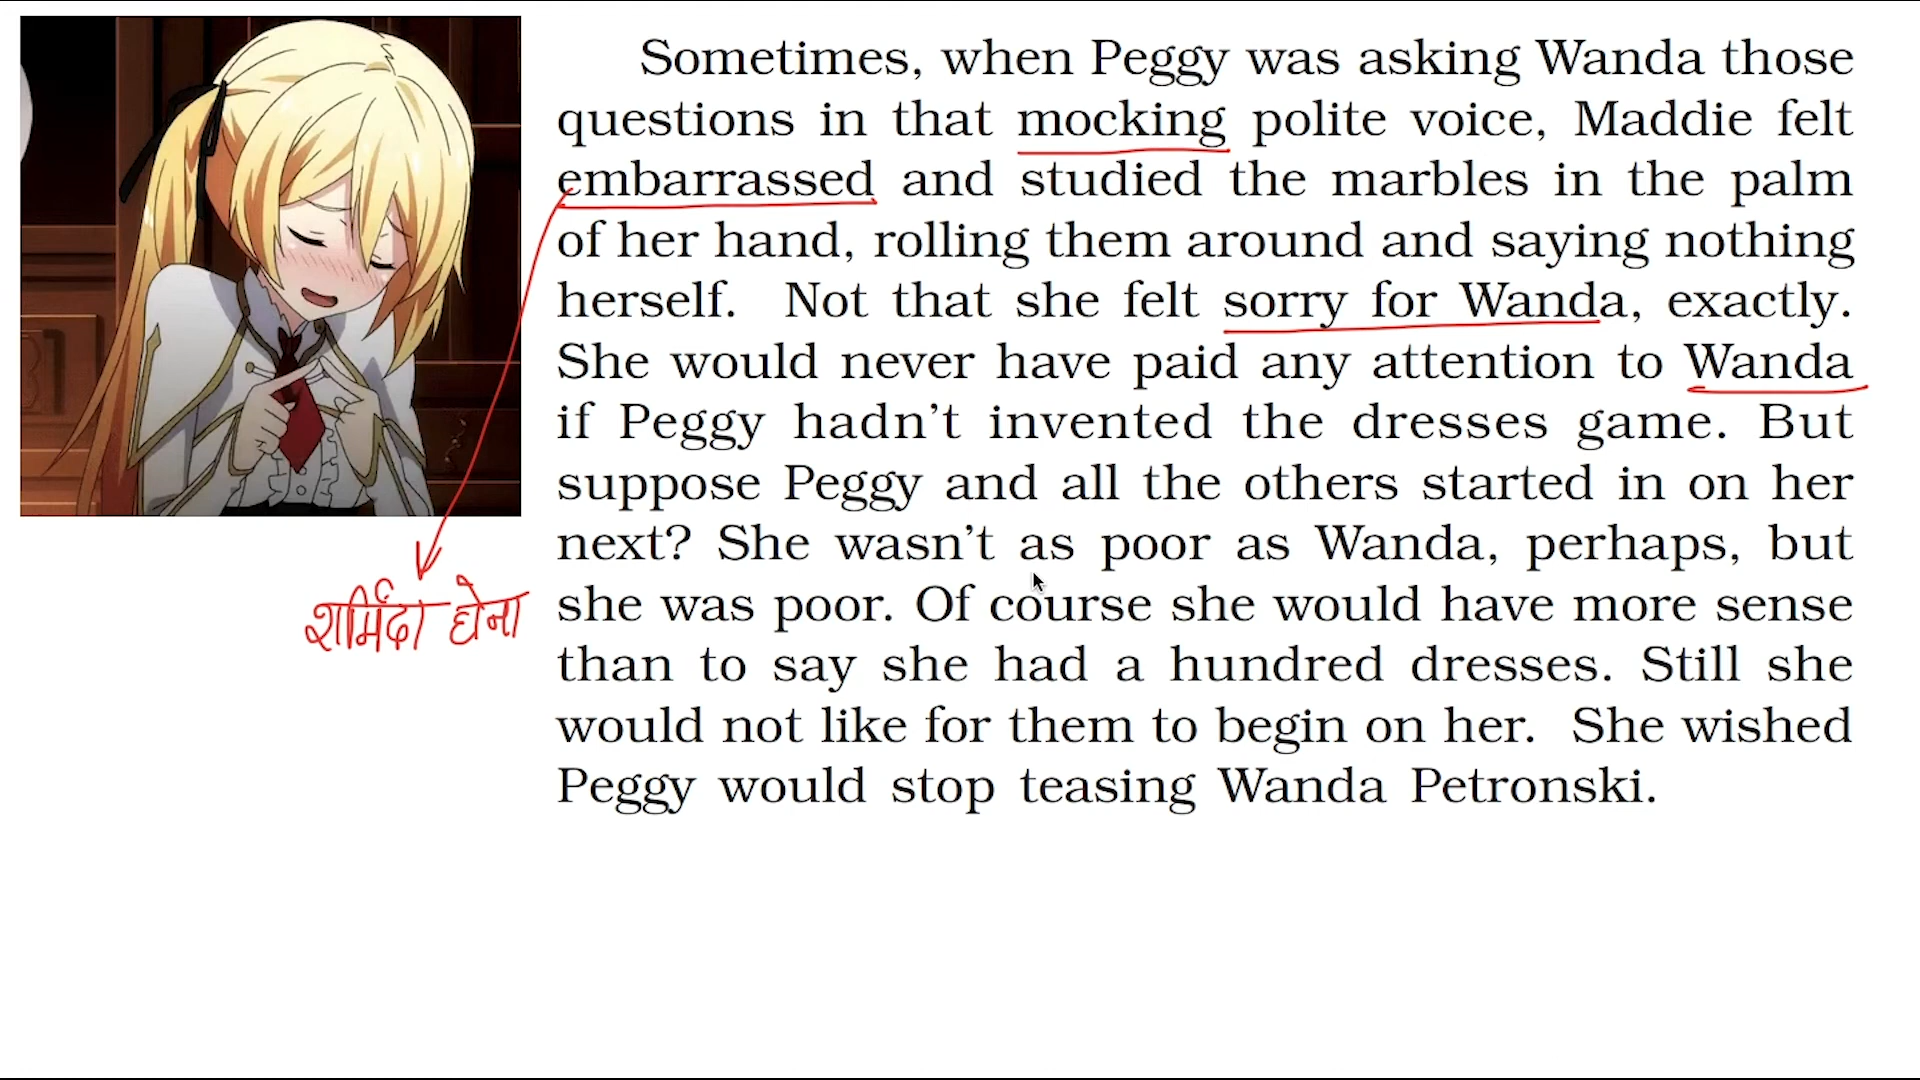 Sometimes, when Peggy was asking Wanda those
questions in that mocking polite voice, Maddie felt
embarrassed and studied the marbles in the palm
of her hand, rolling them around and saying nothing
herself. Not that she felt sorry for Wanda, exactly.
She would never have paid any attention to Wanda
if Peggy hadn’t invented the dresses game. But
suppose Peggy and all the others started in on her
next? She wasn’t as poor as Wanda, perhaps, but
she was poor. Of course she would have more sense
than to say she had a hundred dresses. Still she
would not like for them to begin on her. She wished
Peggy would stop teasing Wanda Petronski.
शर्मिंदा होना